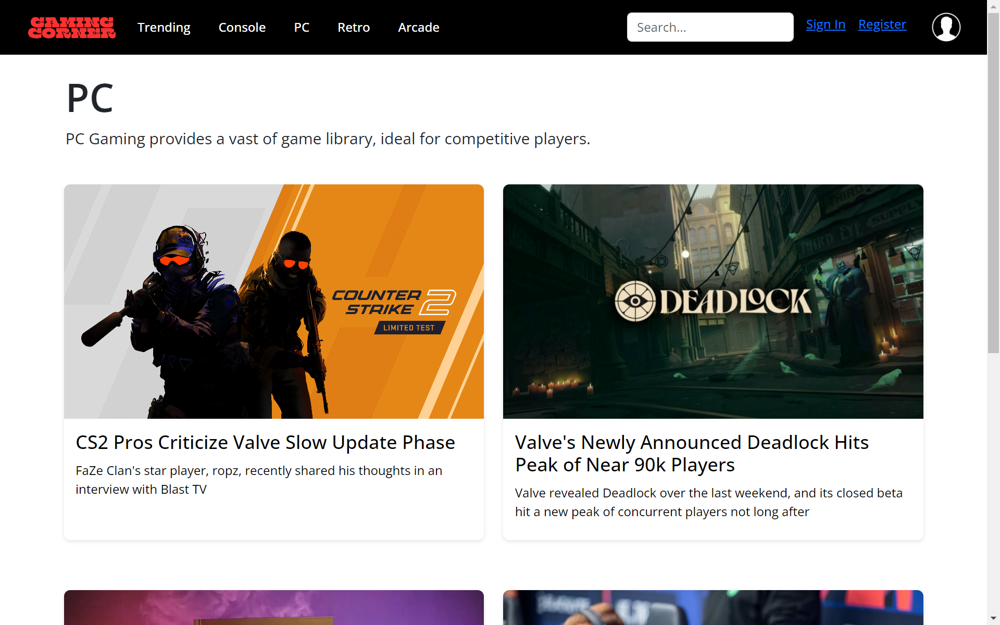 GAMING
CORNER
Trending
Console
PC
Retro
Arcade
Search...
Sign In
Register
PC
PC Gaming provides a vast of game library, ideal for competitive players.
COUNTER
STRIKE 2
LIMITED TEST
THIRD
SUPPLY
THIRD EYE
DEADLOCK
CS2 Pros Criticize Valve Slow Update Phase
FaZe Clan's star player, ropz, recently shared his thoughts in an
interview with Blast TV
Valve's Newly Announced Deadlock Hits
Peak of Near 90k Players
Valve revealed Deadlock over the last weekend, and its closed beta
hit a new peak of concurrent players not long after